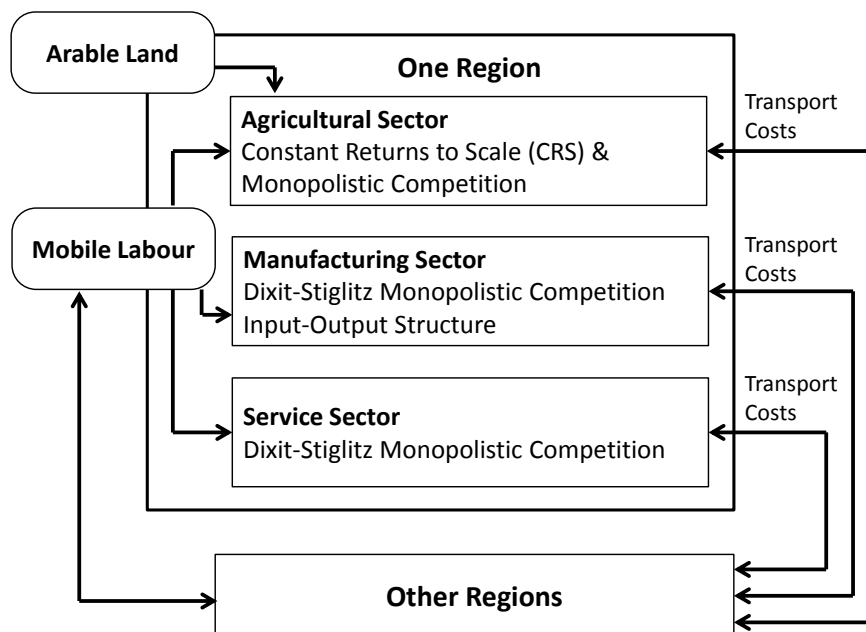 Arable Land
One Region
Transport
Costs
Agricultural Sector
Constant Returns to Scale (CRS) &
Monopolistic Competition
Mobile Labour
Transport
Costs
Manufacturing Sector
Dixit-Stiglitz Monopolistic Competition
Input-Output Structure
Transport
Costs
Service Sector
Dixit-Stiglitz Monopolistic Competition
Other Regions